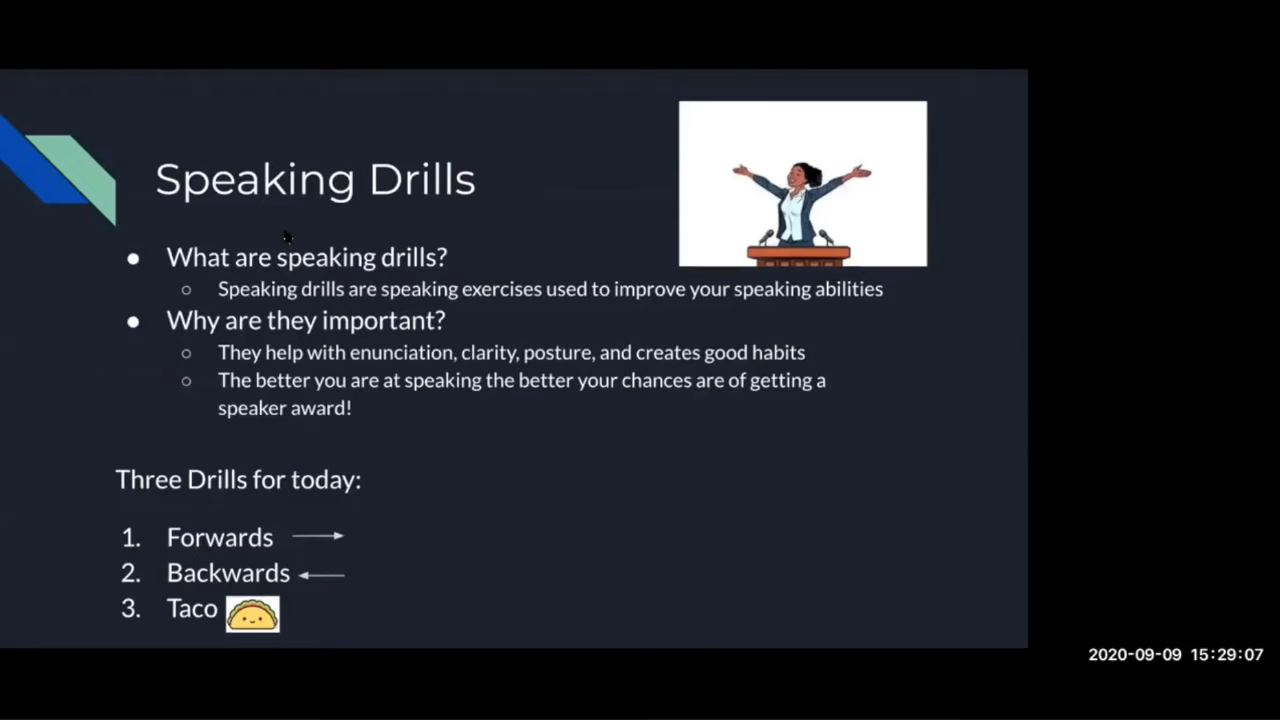 Speaking Drills
What are speaking drills?
Speaking drills are speaking exercises used to improve your speaking abilities
Why are they important?
They help with enunciation, clarity, posture, and creates good habits
The better you are at speaking the better your chances are of getting a
speaker award!
Three Drills for today:
1. Forwards
2. Backwards
3. Taco
2020-09-09 15:29:07